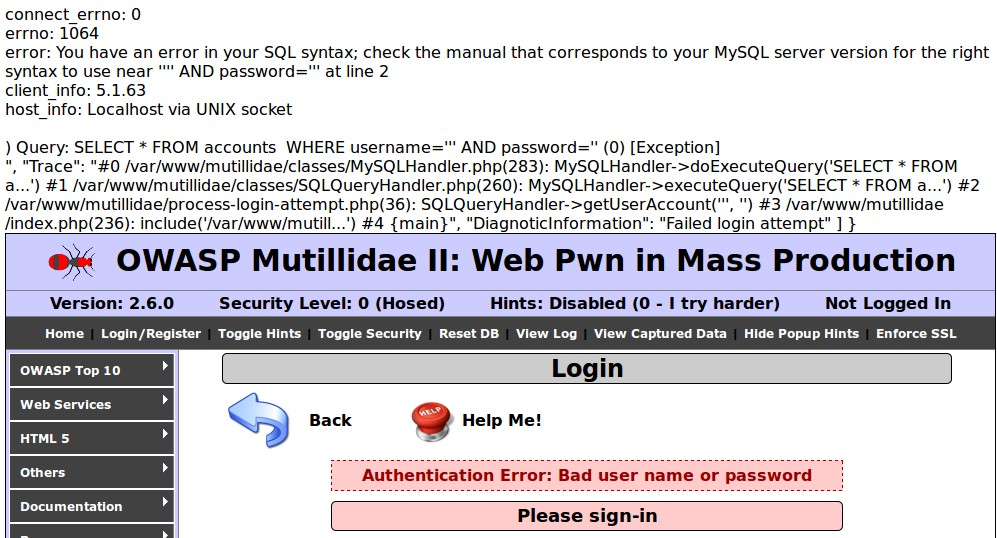 connect_errno: 0
errno: 1064
error: You have an error in your SQL syntax; check the manual that corresponds to your MySQL server version for the right
syntax to use near '''' AND password=''' at line 2
client_info: 5.1.63
host_info: Localhost via UNIX socket
) Query: SELECT * FROM accounts  WHERE username=''' AND password='' (0) [Exception]
", "Trace": "#0 /var/www/mutillidae/classes/MySQLHandler.php(283): MySQLHandler->doExecuteQuery('SELECT * FROM
a...') #1 /var/www/mutillidae/classes/SQLQueryHandler.php(260): MySQLHandler->executeQuery('SELECT * FROM a...') #2
/var/www/mutillidae/process-login-attempt.php(36): SQLQueryHandler->getUserAccount(''', '') #3 /var/www/mutillidae
/index.php(236): include('/var/www/mutill...') #4 {main}", "DiagnoticInformation": "Failed login attempt" ] }
OWASP Mutillidae II: Web Pwn in Mass Production
Version: 2.6.0 Security Level: 0 (Hosed) Hints: Disabled (0 - I try harder) Not Logged In
Home | Login/Register | Toggle Hints | Toggle Security | Reset DB | View Log | View Captured Data | Hide Popup Hints | Enforce SSL
OWASP Top 10
Web Services
HTML 5
Others
Documentation
Login
Back
HELP
Help Me!
Authentication Error: Bad user name or password
Please sign-in